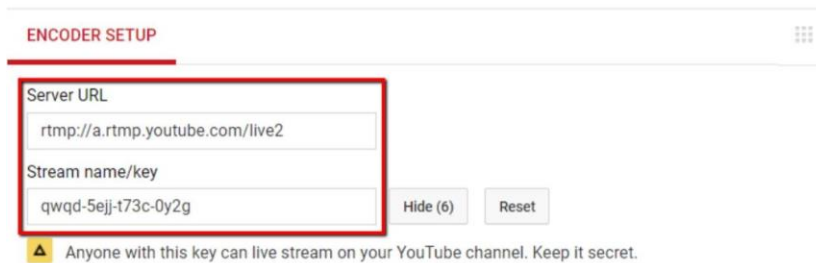 ENCODER SETUP
Server URL
rtmp://a.rtmp.youtube.com/live2
Stream name/key
qwqd-5ejj-t73c-0y2g
Hide (6)
Reset
Anyone with this key can live stream on your YouTube channel. Keep it secret.